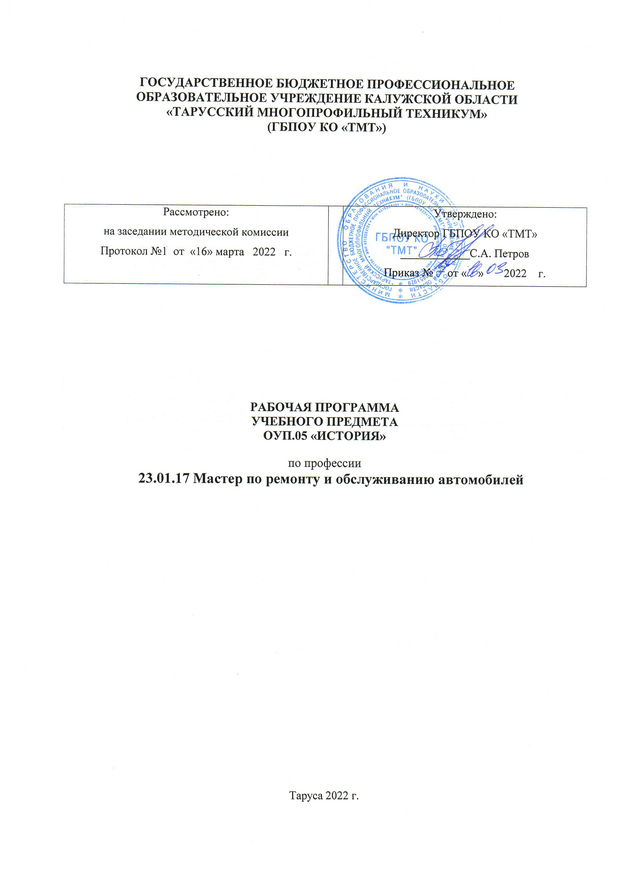 ГОСУДАРСТВЕННОЕ БЮДЖЕТНОЕ ПРОФЕССИОНАЛЬНОЕ
ОБРАЗОВАТЕЛЬНОЕ УЧРЕЖДЕНИЕ КАЛУЖСКОЙ ОБЛАСТИ
«ТАРУССКИЙ МНОГОПРОФИЛЬНЫЙ ТЕХНИКУМ»
(ГБПОУ КО «ТМТ»)
Рассмотрено:
на заседании методической комиссии
Протокол №1 от «16» марта 2022 г.
Утверждено:
Директор ГБПОУ КО «ТМТ»
С.А. Петров
Приказ № от « » 03 2022 г.
ГБПОУ КО
"ТМТ"
РАБОЧАЯ ПРОГРАММА
УЧЕБНОГО ПРЕДМЕТА
ОУП.05 «ИСТОРИЯ»
по профессии
23.01.17 Мастер по ремонту и обслуживанию автомобилей
Таруса 2022 г.